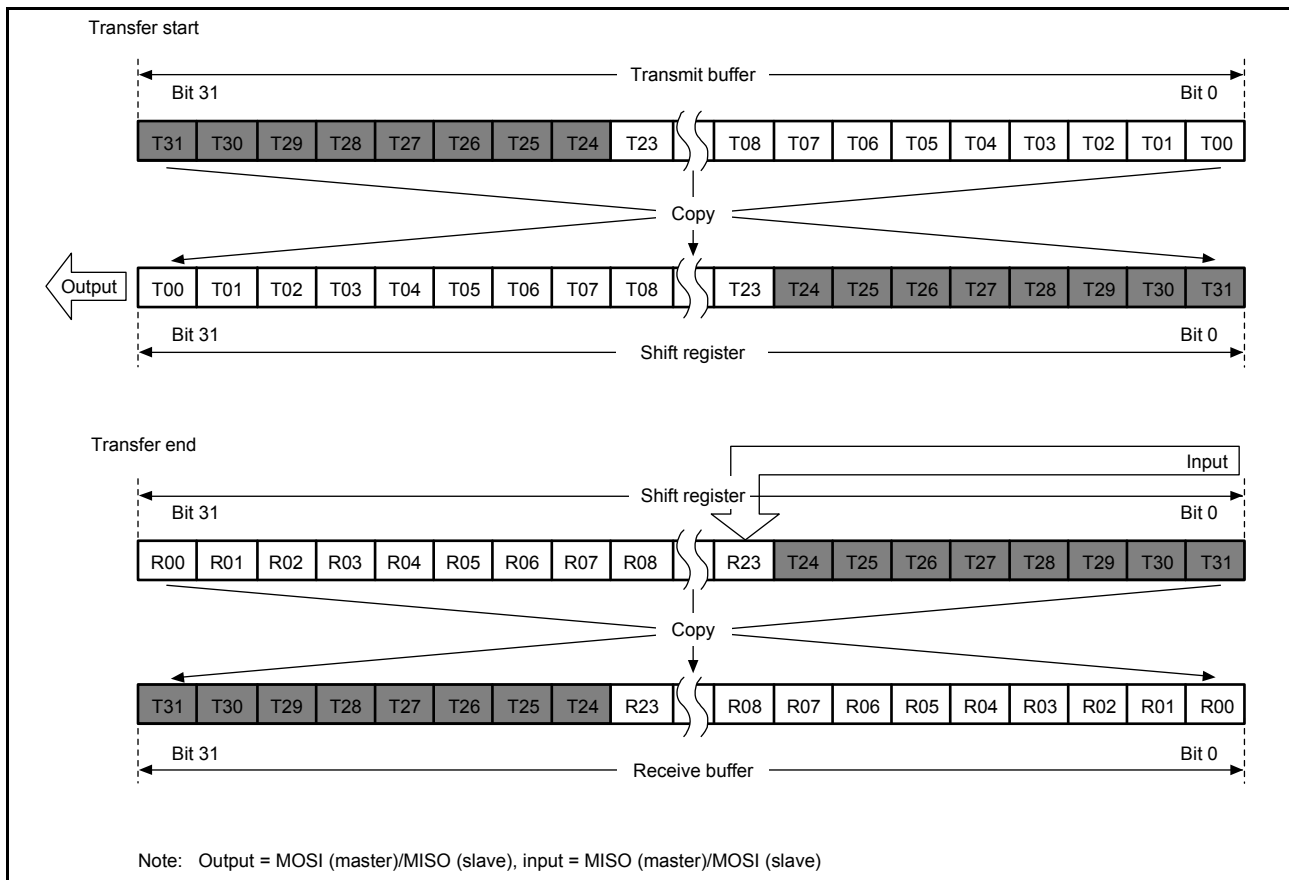 Transfer start
Transmit buffer
Bit 31 Bit 0
T31 T30 T29 T28 T27 T26 T25 T24 T23 T08 T07 T06 T05 T04 T03 T02 T01 T00
Copy
Output T00 T01 T02 T03 T04 T05 T06 T07 T08 T23 T24 T25 T26 T27 T28 T29 T30 T31
Bit 31 Bit 0
Shift register
Transfer end
Input
Shift register
Bit 31 Bit 0
R00 R01 R02 R03 R04 R05 R06 R07 R08 R23 T24 T25 T26 T27 T28 T29 T30 T31
Copy
T31 T30 T29 T28 T27 T26 T25 T24 R23 R08 R07 R06 R05 R04 R03 R02 R01 R00
Bit 31 Bit 0
Receive buffer
Note: Output = MOSI (master)/MISO (slave), input = MISO (master)/MOSI (slave)